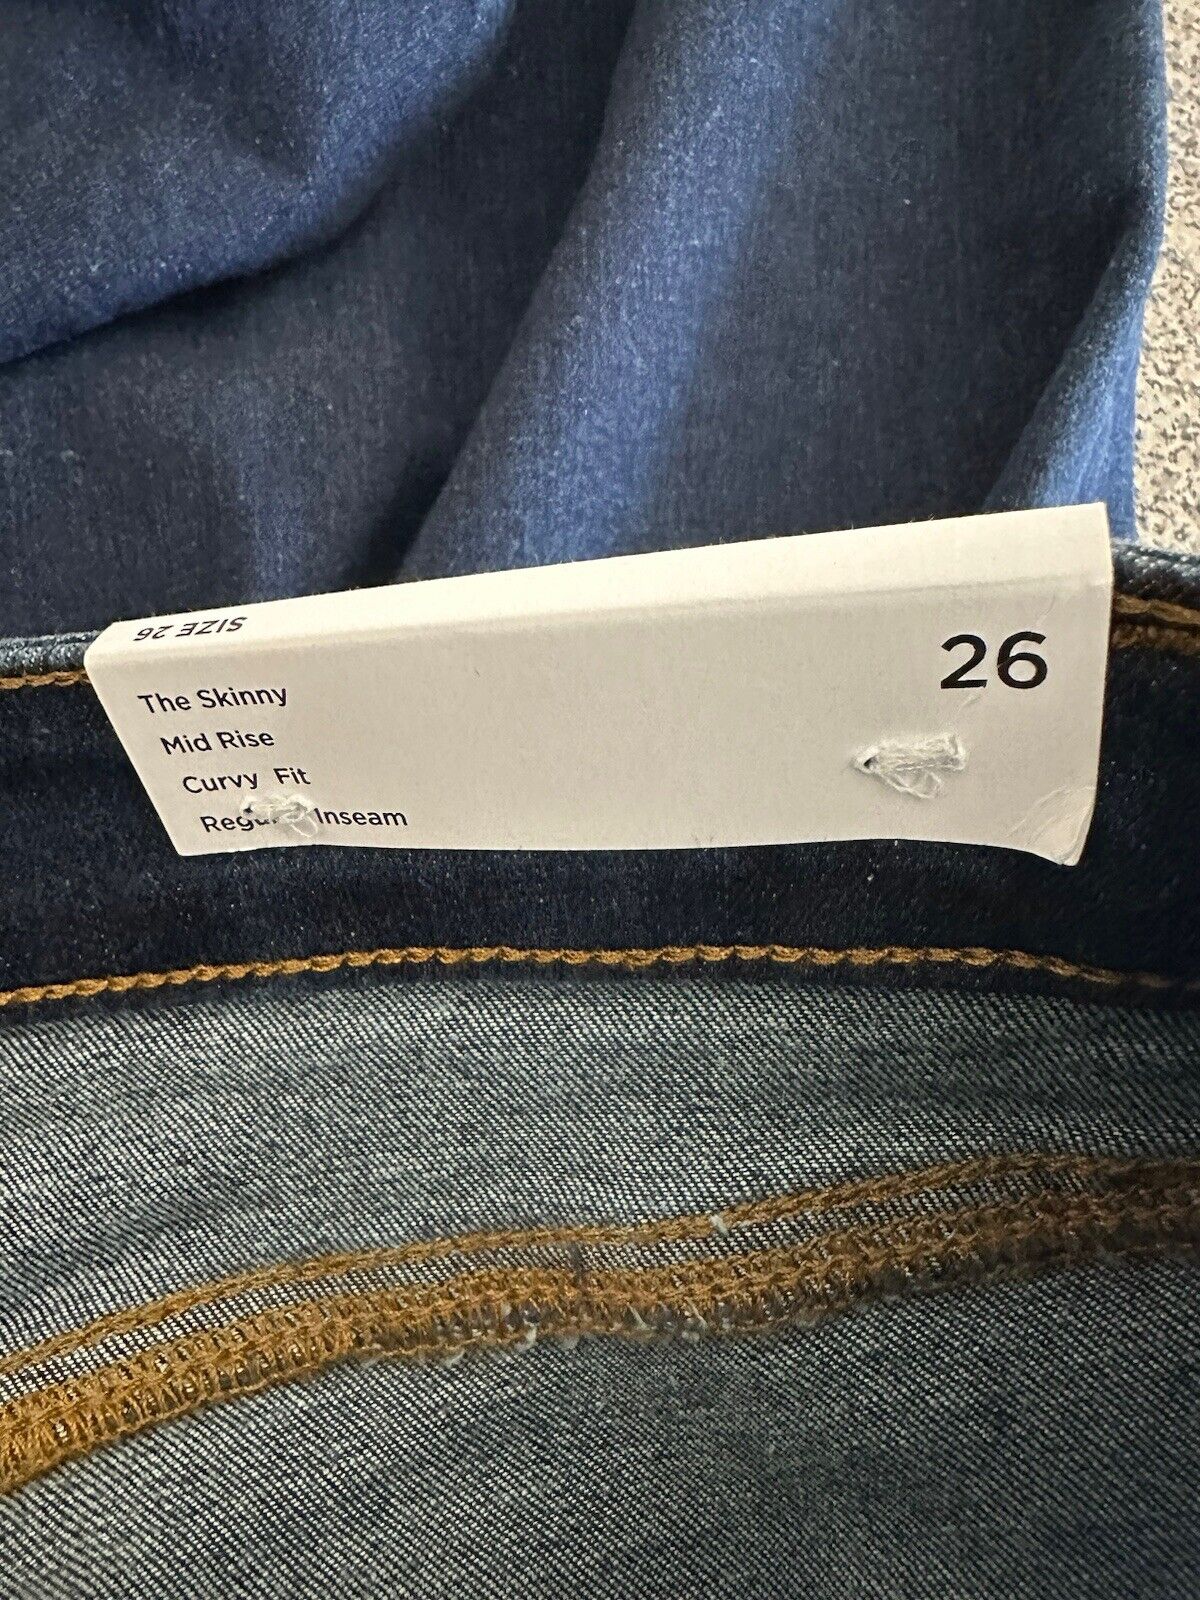 SIZE 26
26
The Skinny
Mid Rise
Curvy Fit
Inseam